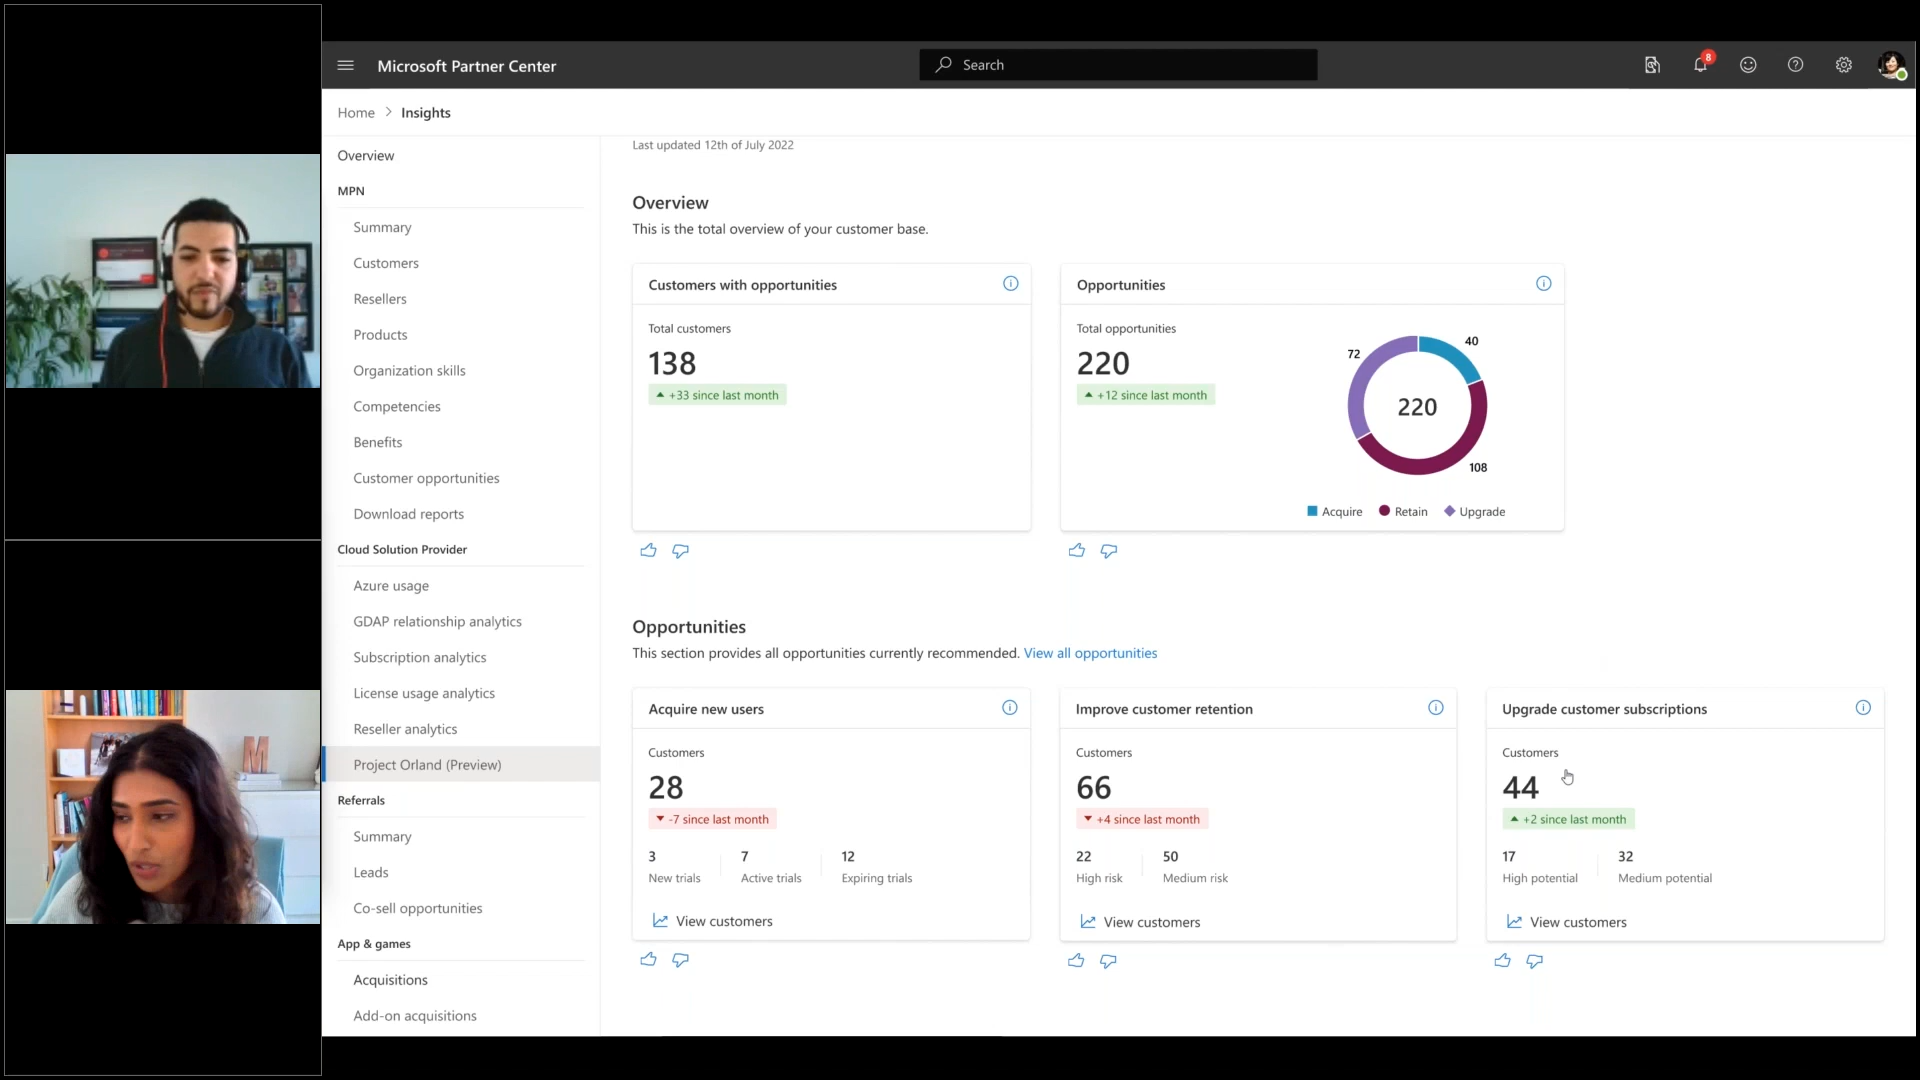 Microsoft Partner Center
Search
8
Home > Insights
Overview
MPN
Summary
Customers
Resellers
Products
Organization skills
Competencies
Benefits
Customer opportunities
Download reports
Cloud Solution Provider
Azure usage
GDAP relationship analytics
Subscription analytics
License usage analytics
Reseller analytics
Project Orland (Preview)
Referrals
Summary
Leads
Co-sell opportunities
App & games
Acquisitions
Add-on acquisitions
Last updated 12th of July 2022
Overview
This is the total overview of your customer base.
Customers with opportunities
Total customers
138
+33 since last month
Opportunities
Total opportunities
220
+12 since last month
72
40
220
108
Acquire Retain Upgrade
Opportunities
This section provides all opportunities currently recommended. View all opportunities
Acquire new users
Customers
28
-7 since last month
3 7 12
New trials Active trials Expiring trials
View customers
Improve customer retention
Customers
66
+4 since last month
22 50
High risk Medium risk
View customers
Upgrade customer subscriptions
Customers
44
+2 since last month
17 32
High potential Medium potential
View customers
M